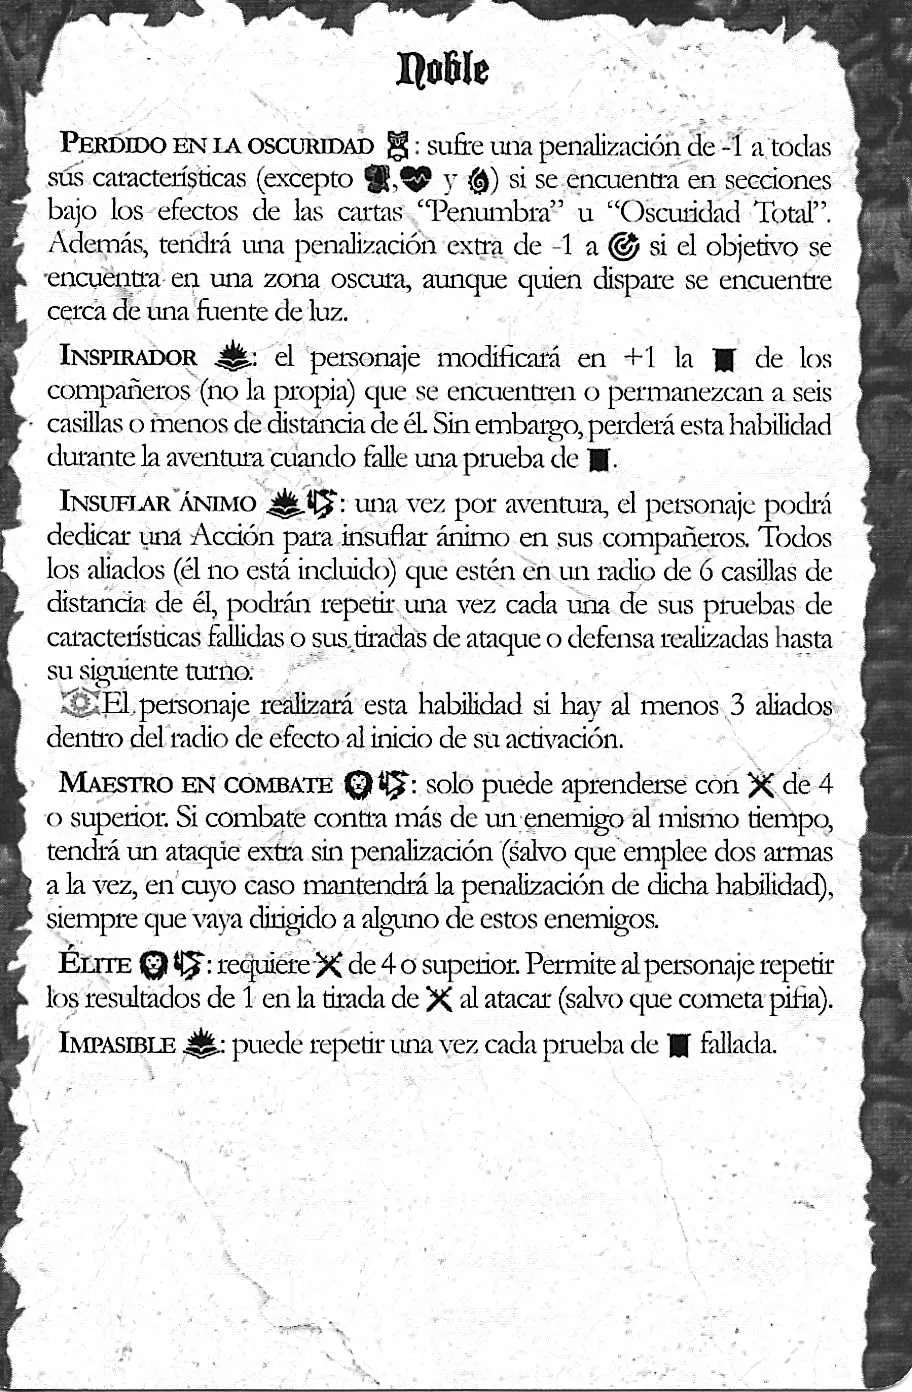 Noble
PERDIDO EN LA OSCURIDAD : sufre una penalización de -1 a todas
sus características (excepto , y ) si se encuentra en secciones
bajo los efectos de las cartas “Penumbra” u “Oscuridad Total”.
Además, tendrá una penalización extra de -1 a si el objetivo se
encuentra en una zona oscura, aunque quien dispare se encuentre
cerca de una fuente de luz.
INSPIRADOR : el personaje modificará en +1 la de los
compañeros (no la propia) que se encuentren o permanezcan a seis
casillas o menos de distancia de él. Sin embargo, perderá esta habilidad
durante la aventura cuando falle una prueba de .
INSUFLAR ÁNIMO : una vez por aventura, el personaje podrá
dedicar una Acción para insuflar ánimo en sus compañeros. Todos
los aliados (él no está incluido) que estén en un radio de 6 casillas de
distancia de él, podrán repetir una vez cada una de sus pruebas de
características fallidas o sus tiradas de ataque o defensa realizadas hasta
su siguiente turno.
El personaje realizará esta habilidad si hay al menos 3 aliados
dentro del radio de efecto al inicio de su activación.
MAESTRO EN COMBATE : solo puede aprenderse con de 4
o superior. Si combate contra más de un enemigo al mismo tiempo,
tendrá un ataque extra sin penalización (salvo que emplee dos armas
a la vez, en cuyo caso mantendrá la penalización de dicha habilidad),
siempre que vaya dirigido a alguno de estos enemigos.
ÉLITE : requiere de 4 o superior. Permite al personaje repetir
los resultados de 1 en la tirada de al atacar (salvo que cometa pifia).
IMPASIBLE : puede repetir una vez cada prueba de fallada.